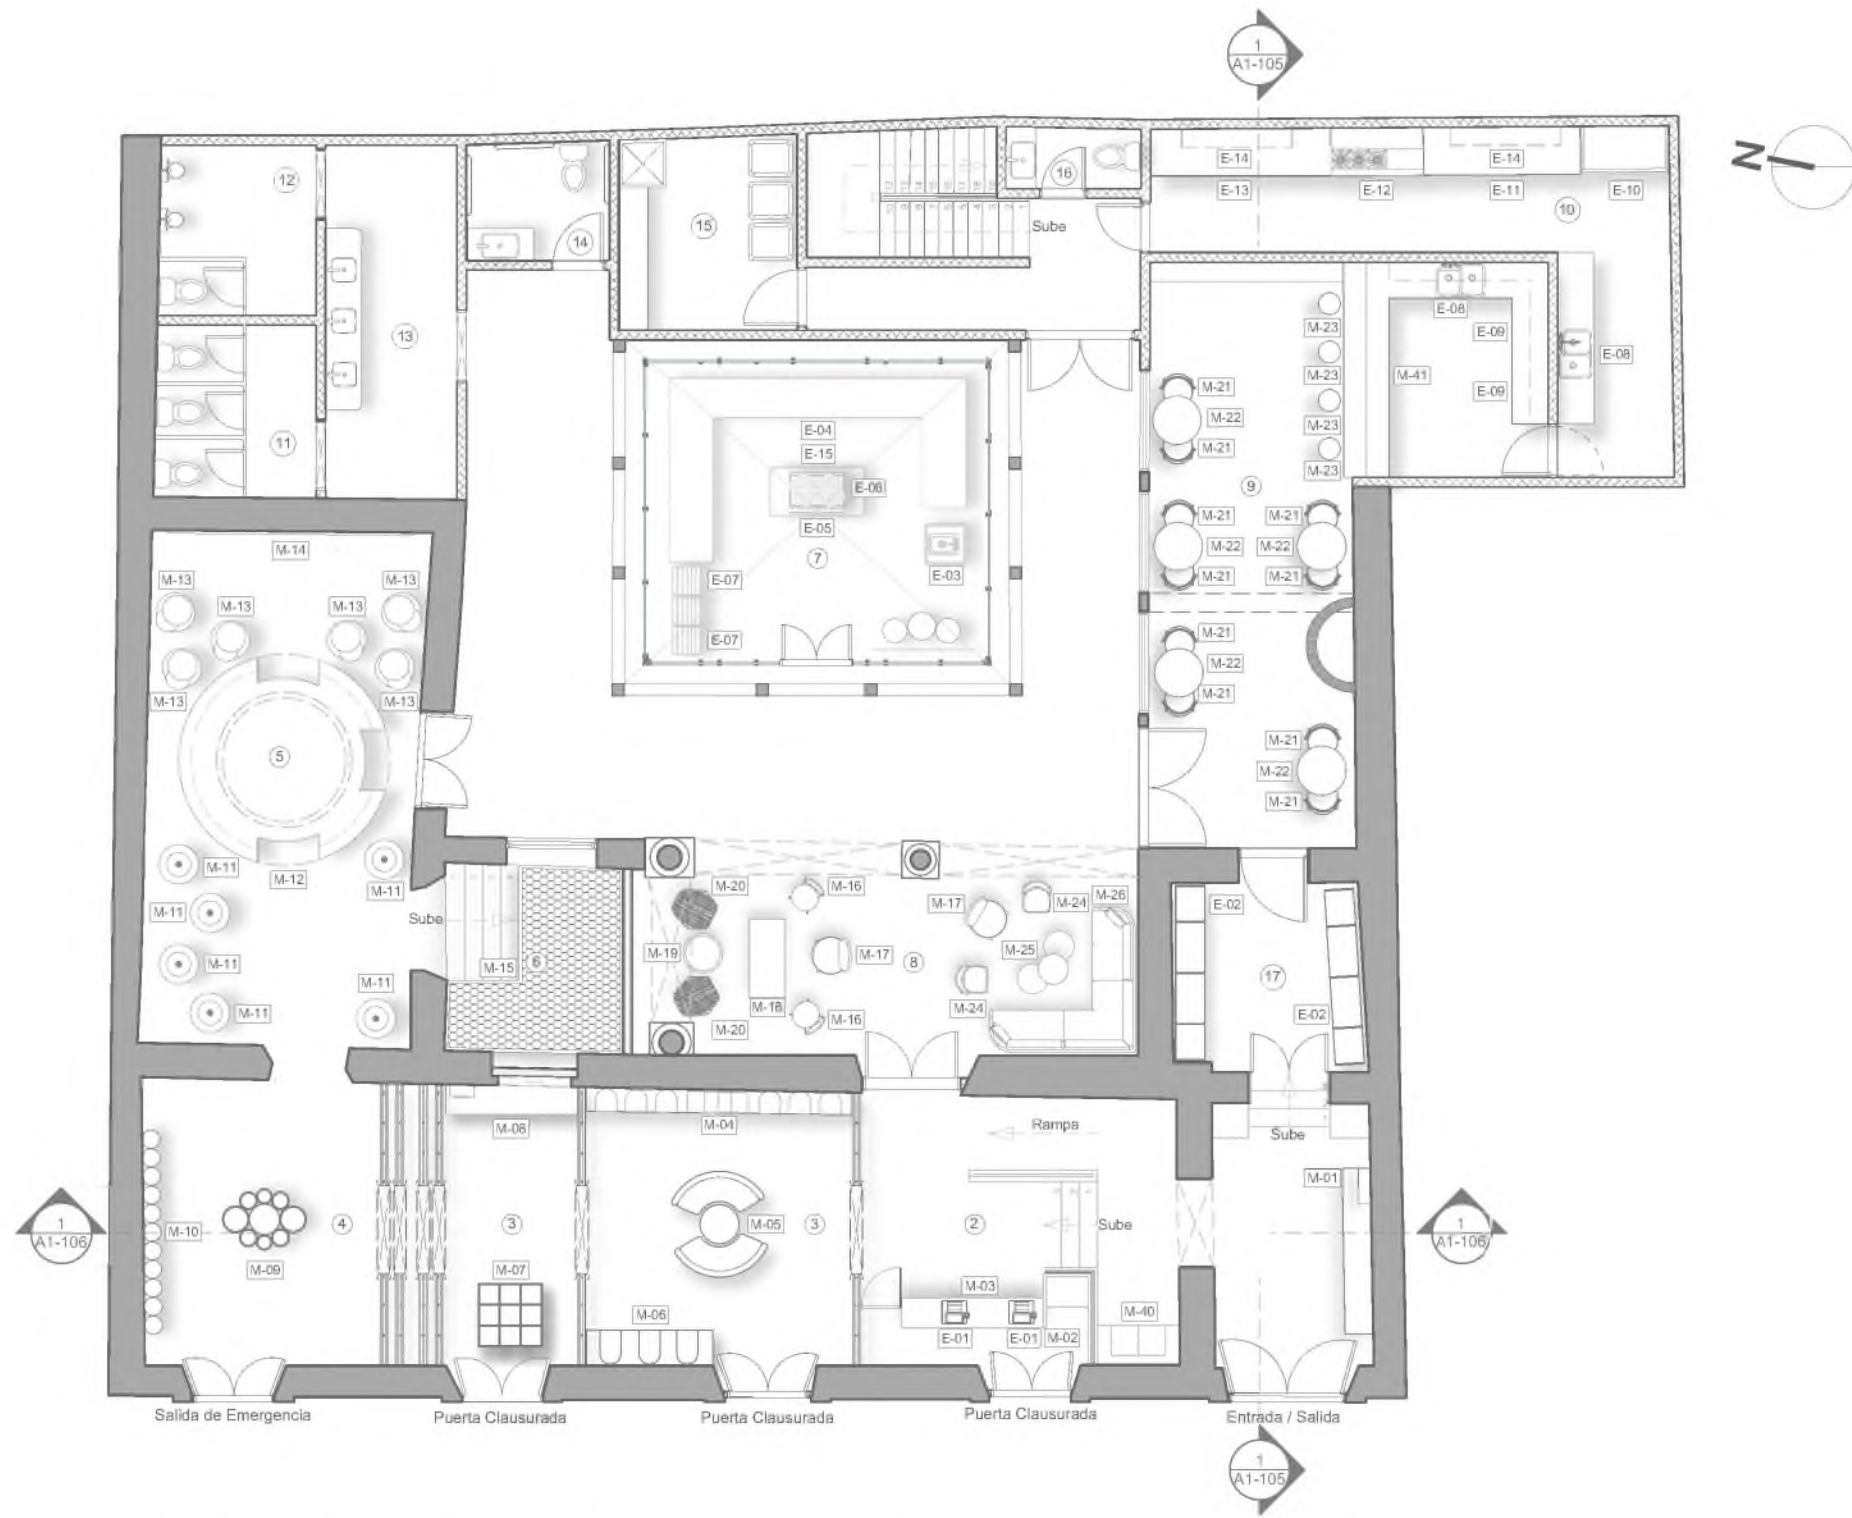 1
A1-105
N
12
14
15
16
E-14
E-14
E-13
E-12
E-11
E-10
10
Sube
13
11
E-08
E-09
E-08
E-09
M-41
M-23
M-23
M-23
M-23
M-21
M-22
M-21
9
M-21
M-21
M-22
M-22
M-21
M-21
M-21
M-22
M-21
M-21
M-22
M-21
E-04
E-15
E-06
E-05
7
E-07
E-03
E-07
M-14
M-13
M-13
M-13
M-13
M-13
M-13
5
M-12
M-11
M-11
M-11
M-11
M-11
M-11
Sube
M-15
6
M-20
M-16
M-17
M-24
M-26
M-19
M-17
8
M-25
M-18
M-24
M-20
M-16
E-02
17
E-02
M-08
M-04
Rampa
Sube
M-01
M-10
4
3
M-05
3
2
Sube
M-09
M-07
M-06
M-03
E-01
E-01
M-02
M-40
1
A1-106
1
A1-106
Salida de Emergencia
Puerta Clausurada
Puerta Clausurada
Puerta Clausurada
Entrada / Salida
1
A1-105